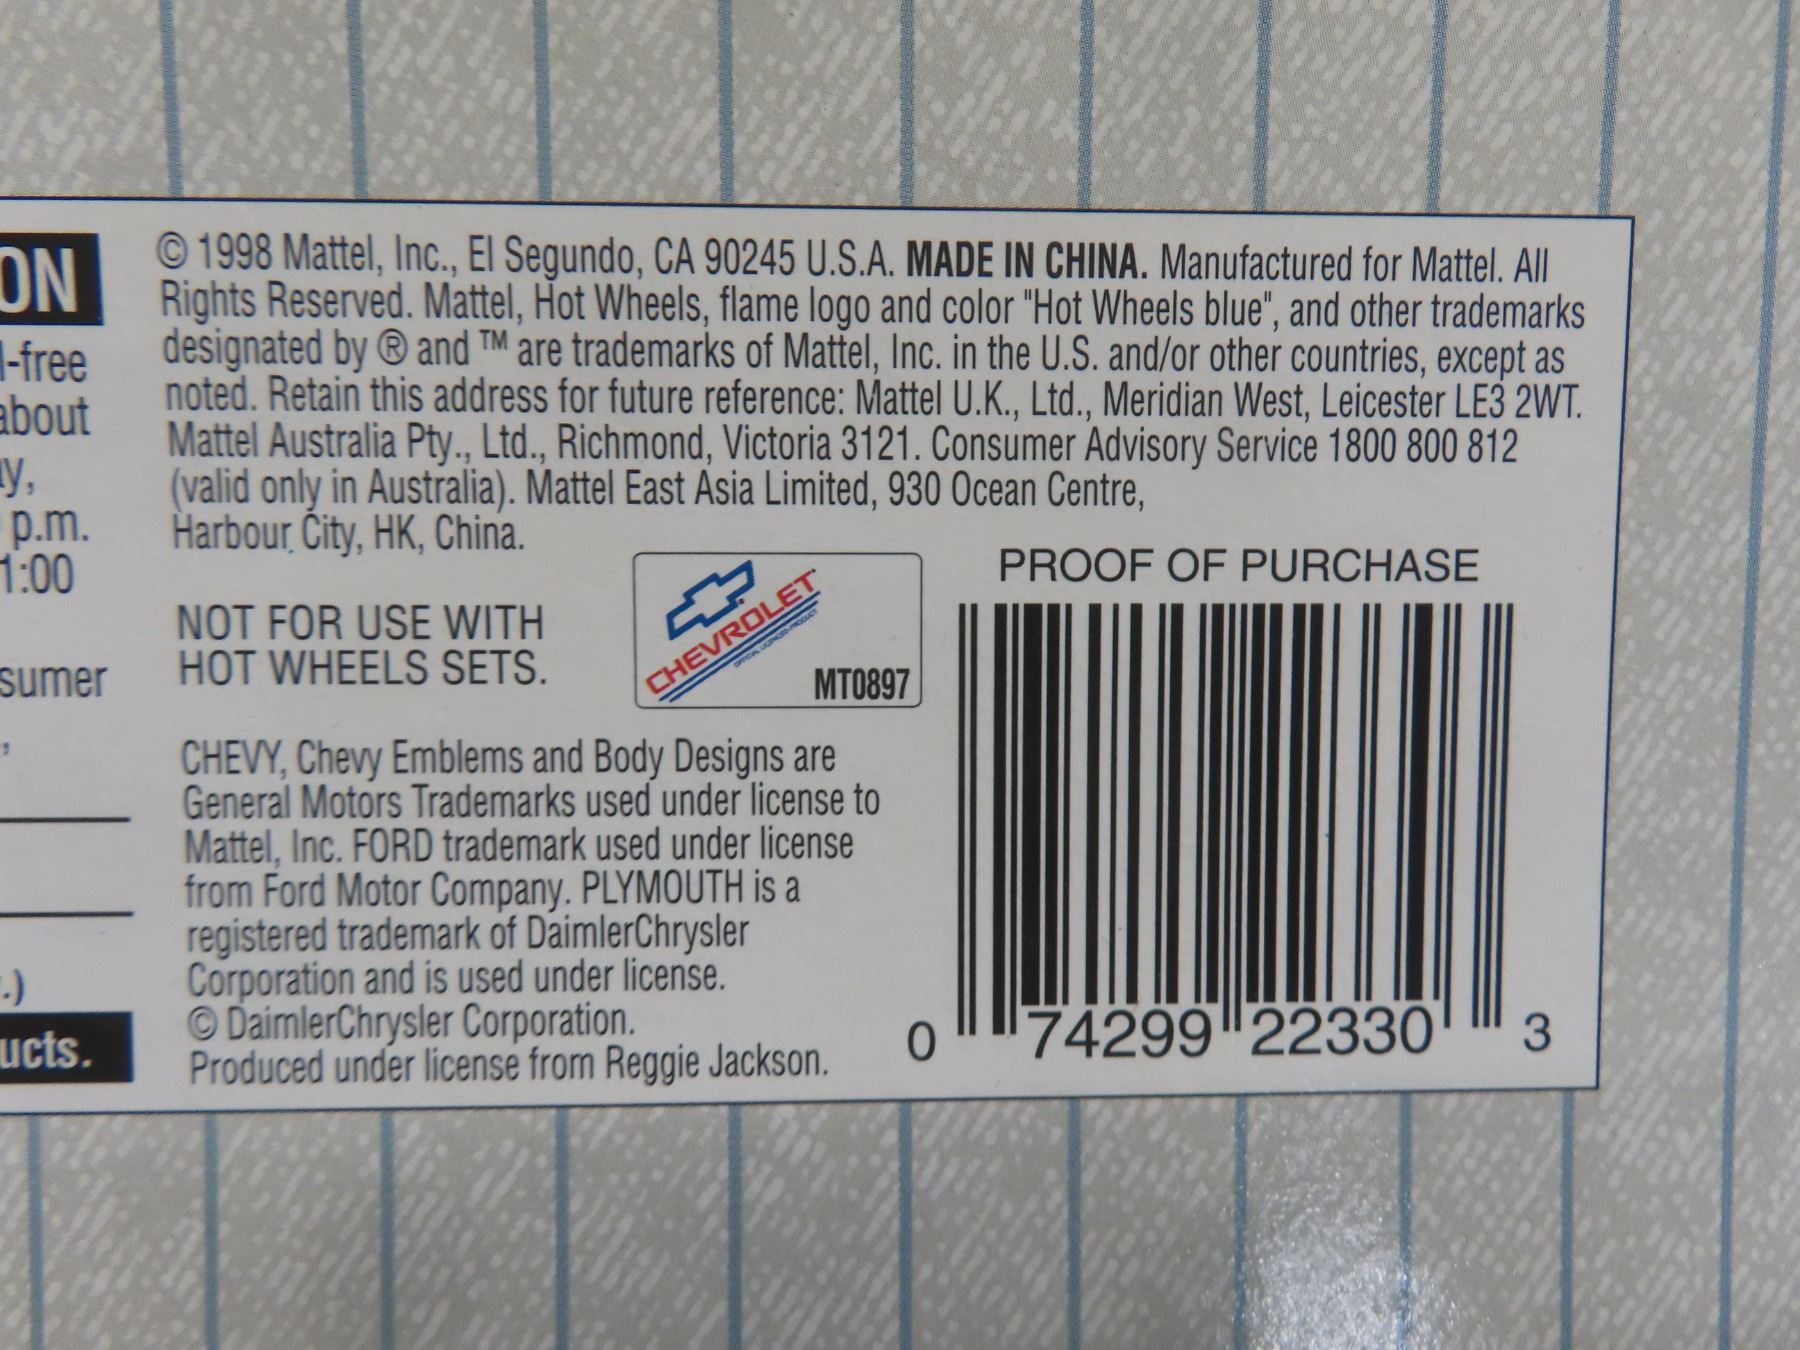 ON
l-free
about
ay,
p.m.
1:00
sumer
,
.)
ucts.
© 1998 Mattel, Inc., El Segundo, CA 90245 U.S.A. MADE IN CHINA. Manufactured for Mattel. All
Rights Reserved. Mattel, Hot Wheels, flame logo and color "Hot Wheels blue", and other trademarks
designated by ® and ™ are trademarks of Mattel, Inc. in the U.S. and/or other countries, except as
noted. Retain this address for future reference: Mattel U.K., Ltd., Meridian West, Leicester LE3 2WT.
Mattel Australia Pty., Ltd., Richmond, Victoria 3121. Consumer Advisory Service 1800 800 812
(valid only in Australia). Mattel East Asia Limited, 930 Ocean Centre,
Harbour City, HK, China.
NOT FOR USE WITH
HOT WHEELS SETS.
CHEVROLET
OFFICIAL LICENSED PRODUCT
MT0897
PROOF OF PURCHASE
CHEVY, Chevy Emblems and Body Designs are
General Motors Trademarks used under license to
Mattel, Inc. FORD trademark used under license
from Ford Motor Company. PLYMOUTH is a
registered trademark of DaimlerChrysler
Corporation and is used under license.
© DaimlerChrysler Corporation.
Produced under license from Reggie Jackson.
0 74299 22330 3